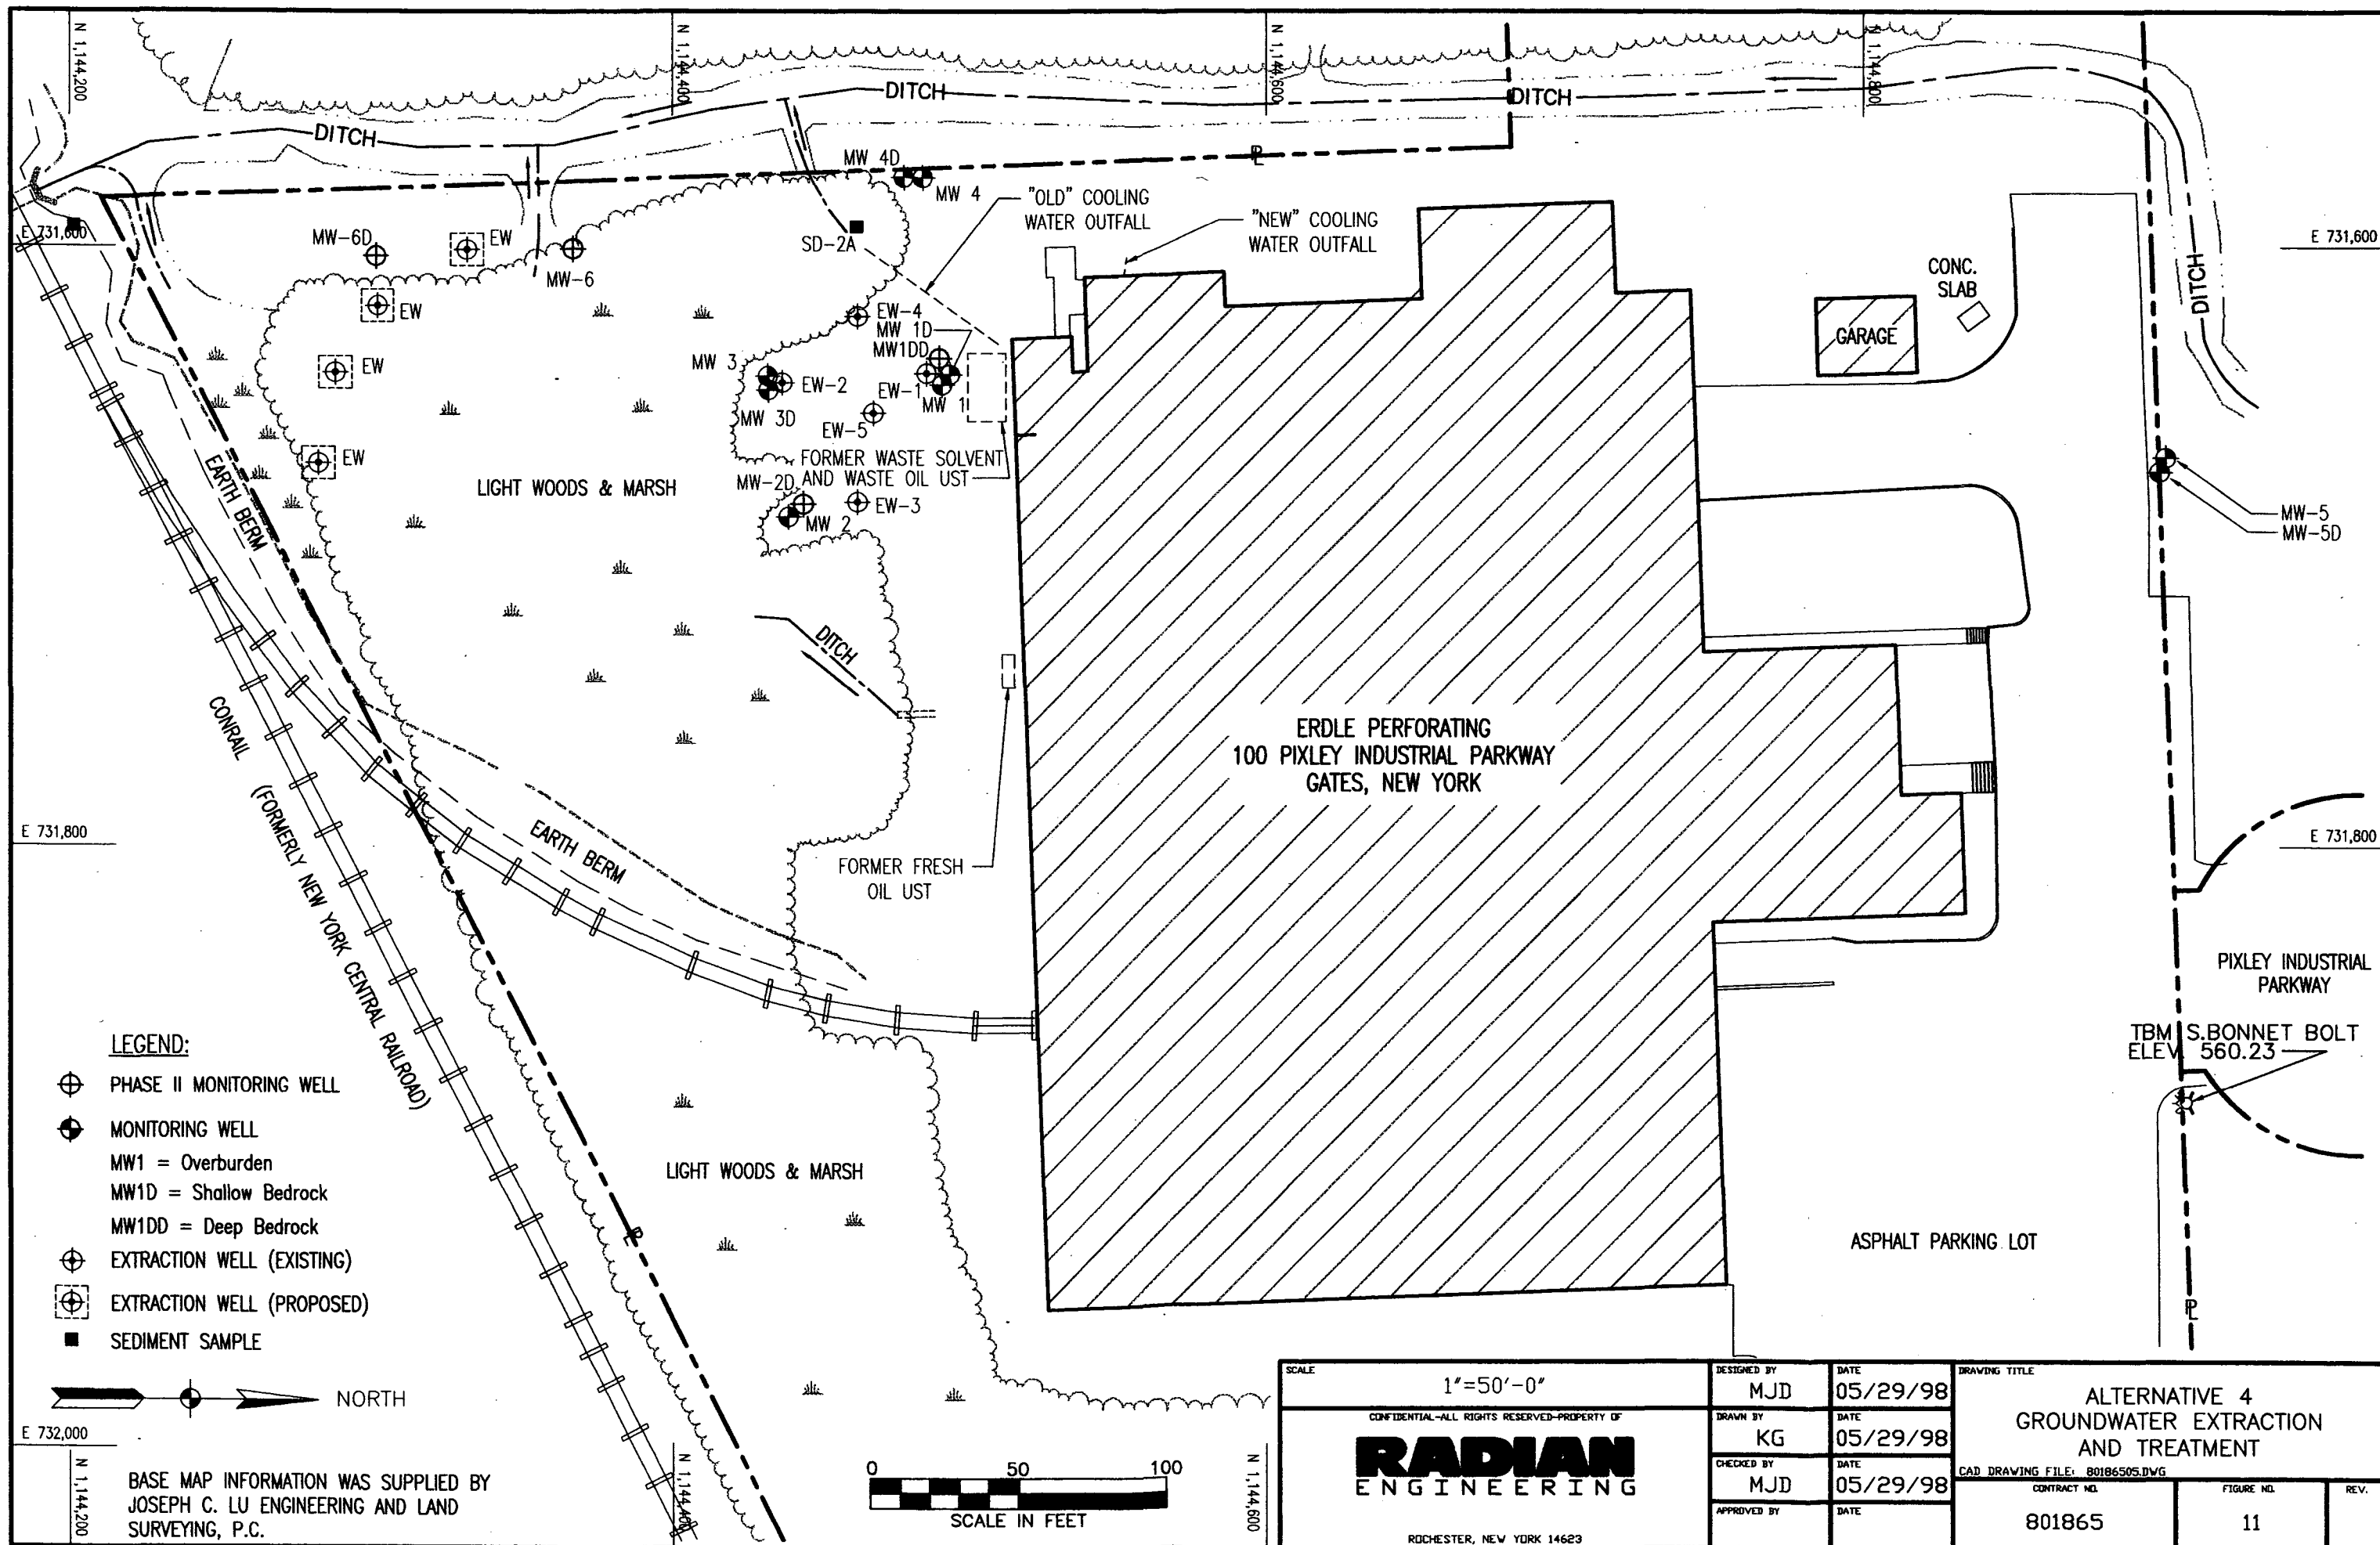 N 1,144,200
N 1,144,400
N 1,144,600
N 1,144,800
DITCH
DITCH
DITCH
DITCH
E 731,600
E 731,600
MW 4D
MW 4
"OLD" COOLING
WATER OUTFALL
"NEW" COOLING
WATER OUTFALL
SD-2A
MW-6D
EW
MW-6
EW
EW
EW
EW-4
MW 1D
MW1DD
MW 3
EW-2
EW-1
MW 1
MW 3D
EW-5
FORMER WASTE SOLVENT
AND WASTE OIL UST
MW-2D
EW-3
MW 2
CONC.
SLAB
GARAGE
MW-5
MW-5D
LIGHT WOODS & MARSH
EARTH BERM
DITCH
CONRAIL (FORMERLY NEW YORK CENTRAL RAILROAD)
EARTH BERM
FORMER FRESH
OIL UST
ERDLE PERFORATING
100 PIXLEY INDUSTRIAL PARKWAY
GATES, NEW YORK
E 731,800
E 731,800
PIXLEY INDUSTRIAL
PARKWAY
TBM S.BONNET BOLT
ELEV. 560.23
LIGHT WOODS & MARSH
ASPHALT PARKING LOT
PL
PL
PL
LEGEND:
PHASE II MONITORING WELL
MONITORING WELL
MW1 = Overburden
MW1D = Shallow Bedrock
MW1DD = Deep Bedrock
EXTRACTION WELL (EXISTING)
EXTRACTION WELL (PROPOSED)
SEDIMENT SAMPLE
NORTH
E 732,000
N 1,144,200
N 1,144,400
N 1,144,600
BASE MAP INFORMATION WAS SUPPLIED BY
JOSEPH C. LU ENGINEERING AND LAND
SURVEYING, P.C.
0 50 100
SCALE IN FEET
SCALE
1"=50'-0"
CONFIDENTIAL-ALL RIGHTS RESERVED-PROPERTY OF
RADIAN
ENGINEERING
ROCHESTER, NEW YORK 14623
DESIGNED BY
MJD
DATE
05/29/98
DRAWN BY
KG
DATE
05/29/98
CHECKED BY
MJD
DATE
05/29/98
APPROVED BY
DATE
DRAWING TITLE
ALTERNATIVE 4
GROUNDWATER EXTRACTION
AND TREATMENT
CAD DRAWING FILE: 80186505.DWG
CONTRACT NO.
801865
FIGURE NO.
11
REV.